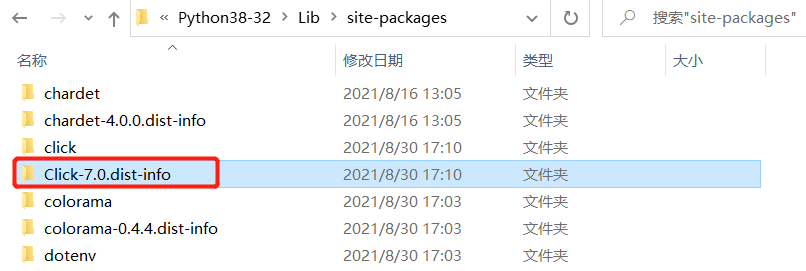 « Python38-32 > Lib > site-packages 搜索"site-packages"
名称 修改日期 类型 大小
chardet 2021/8/16 13:05 文件夹
chardet-4.0.0.dist-info 2021/8/16 13:05 文件夹
click 2021/8/30 17:10 文件夹
Click-7.0.dist-info 2021/8/30 17:10 文件夹
colorama 2021/8/30 17:03 文件夹
colorama-0.4.4.dist-info 2021/8/30 17:03 文件夹
dotenv 2021/8/30 17:03 文件夹